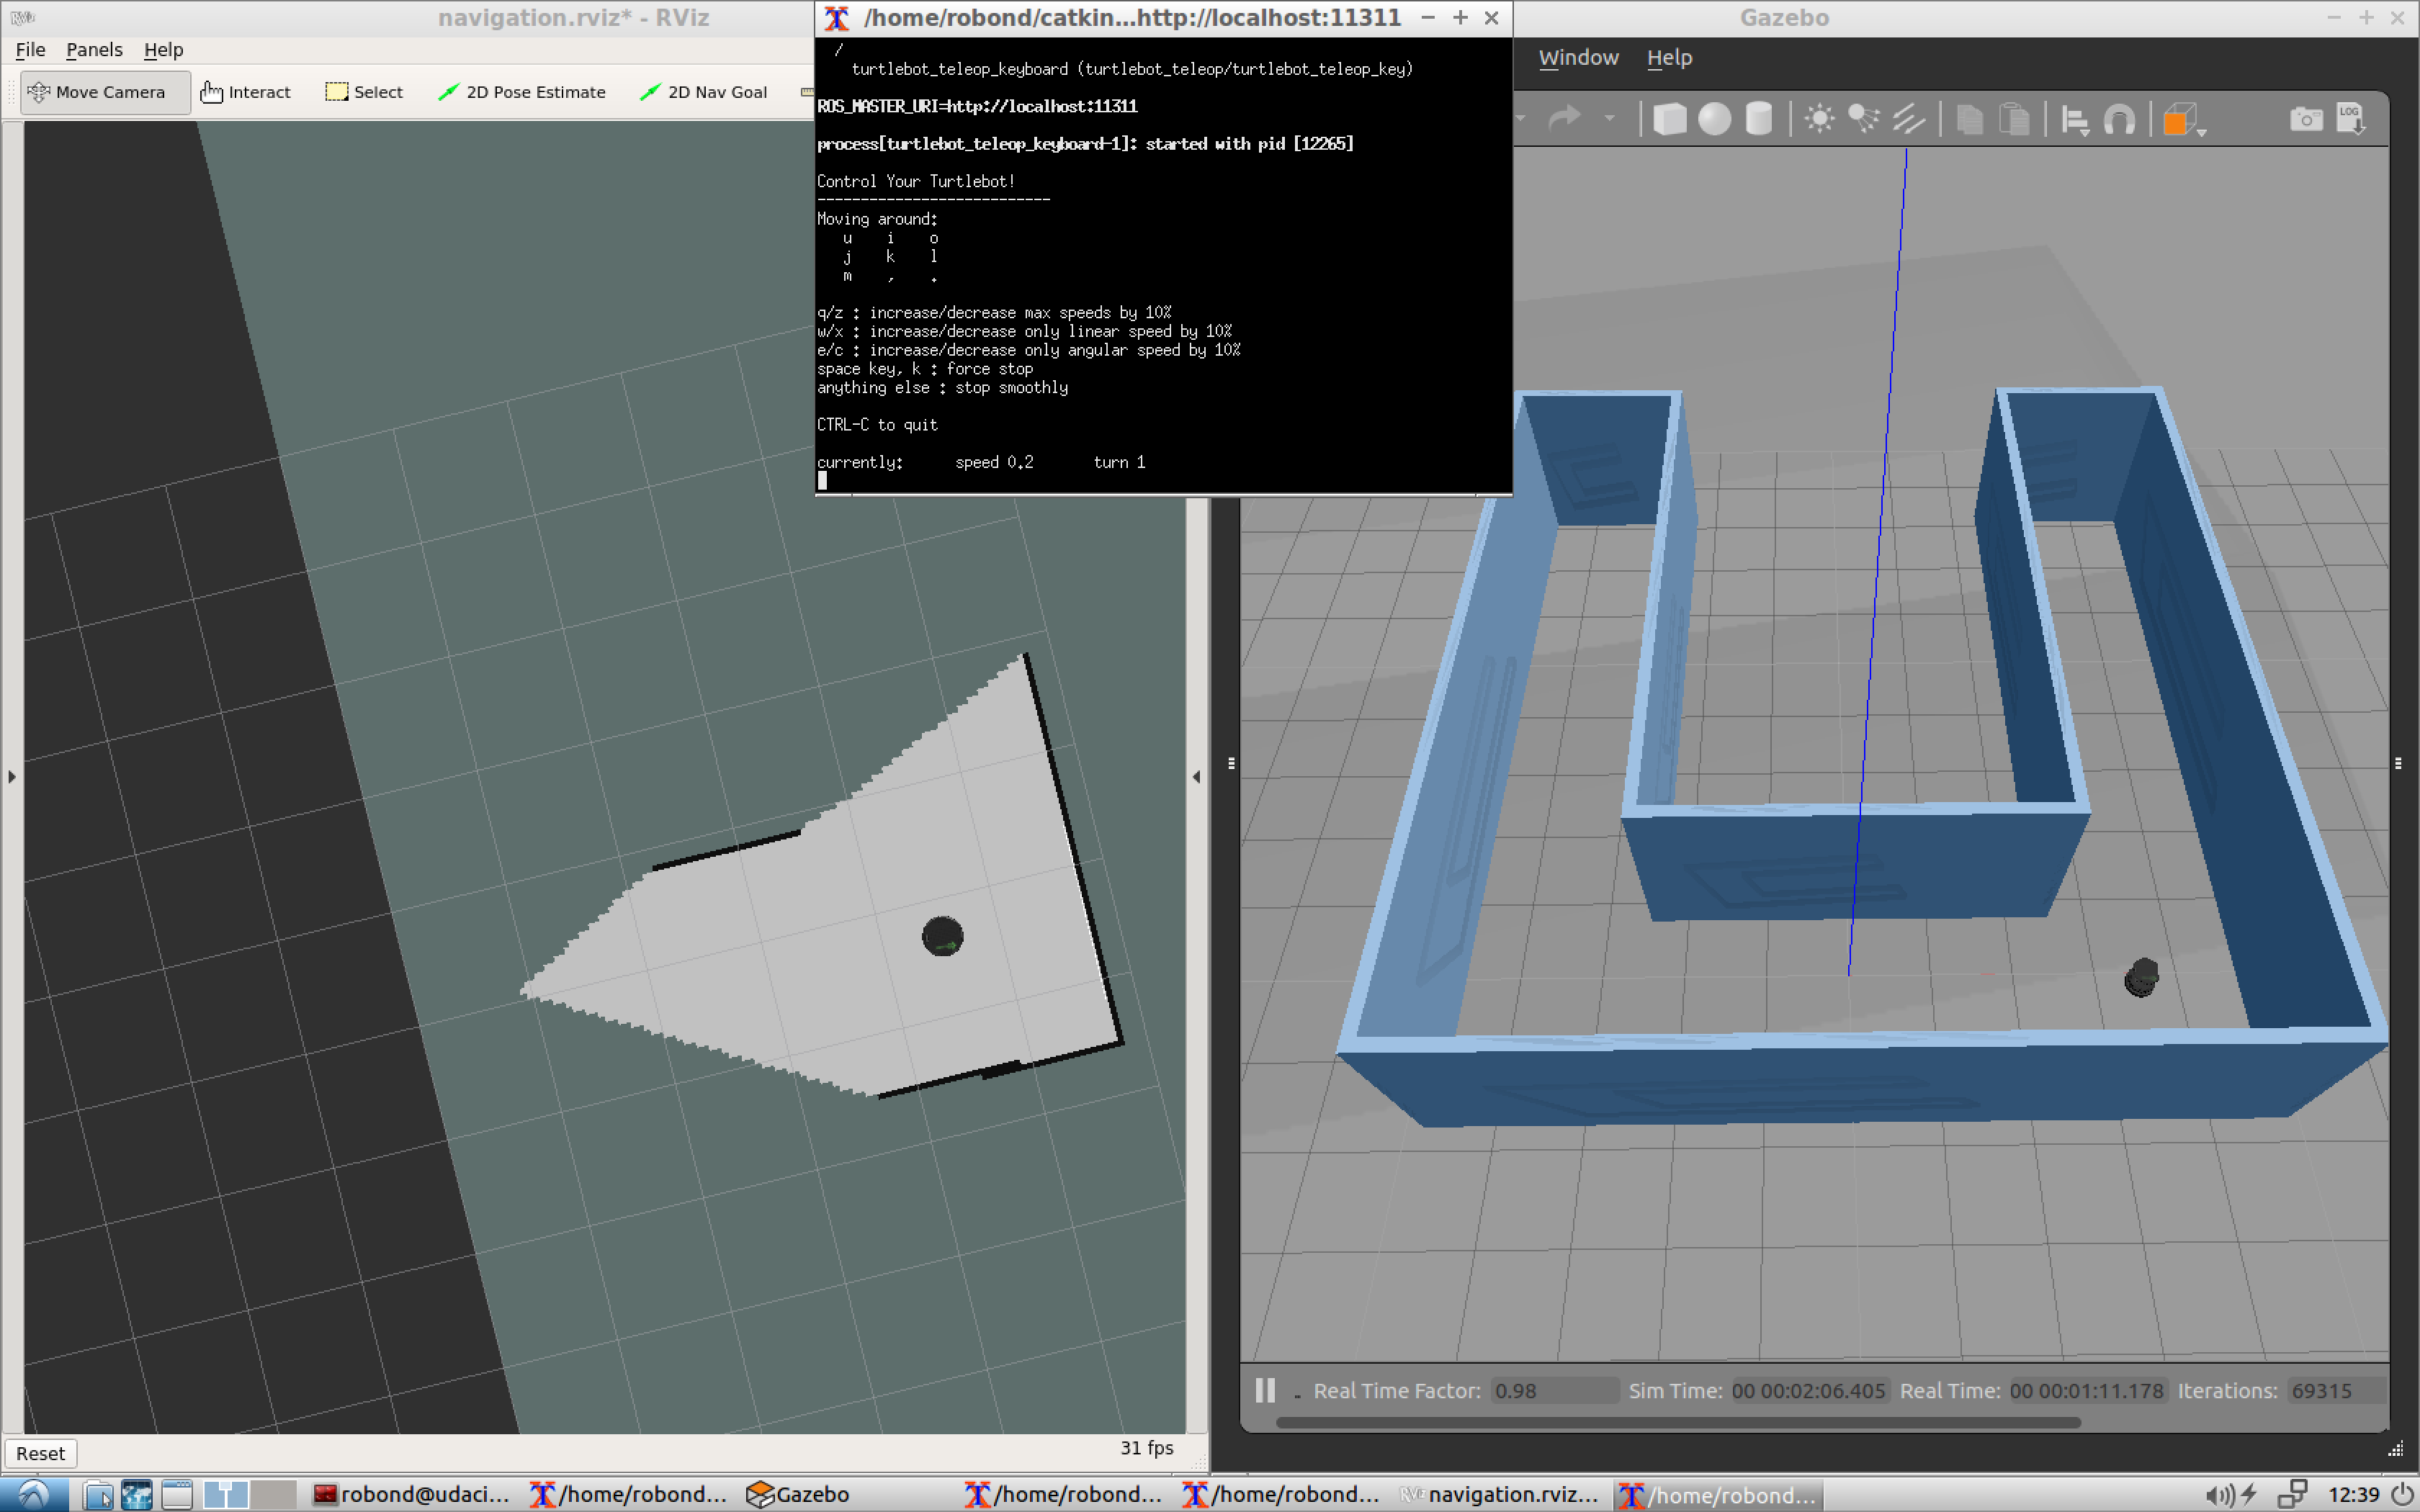 navigation.rviz* - RViz
File Panels Help
Move Camera Interact Select 2D Pose Estimate 2D Nav Goal
/home/robond/catkin...http://localhost:11311
/
turtlebot_teleop_keyboard (turtlebot_teleop/turtlebot_teleop_key)
ROS_MASTER_URI=http://localhost:11311
process[turtlebot_teleop_keyboard-1]: started with pid [12265]
Control Your Turtlebot!
---------------------------
Moving around:
u i o
j k l
m , .
q/z : increase/decrease max speeds by 10%
w/x : increase/decrease only linear speed by 10%
e/c : increase/decrease only angular speed by 10%
space key, k : force stop
anything else : stop smoothly
CTRL-C to quit
currently: speed 0.2 turn 1
Gazebo
Window Help
LOG
Real Time Factor: 0.98 Sim Time: 00 00:02:06.405 Real Time: 00 00:01:11.178 Iterations: 69315
Reset 31 fps
robond@udaci... /home/robond... Gazebo /home/robond... /home/robond... RViz navigation.rviz... /home/robond... 12:39